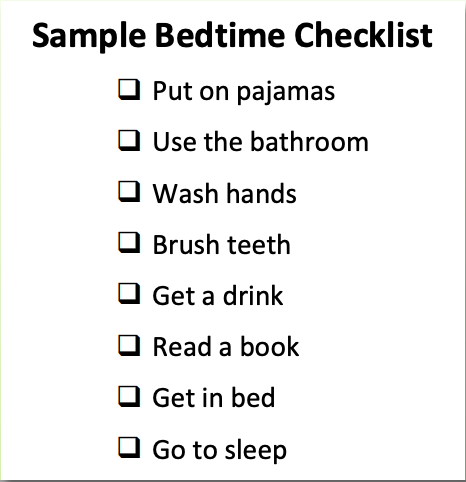 Sample Bedtime Checklist
❑ Put on pajamas
❑ Use the bathroom
❑ Wash hands
❑ Brush teeth
❑ Get a drink
❑ Read a book
❑ Get in bed
❑ Go to sleep